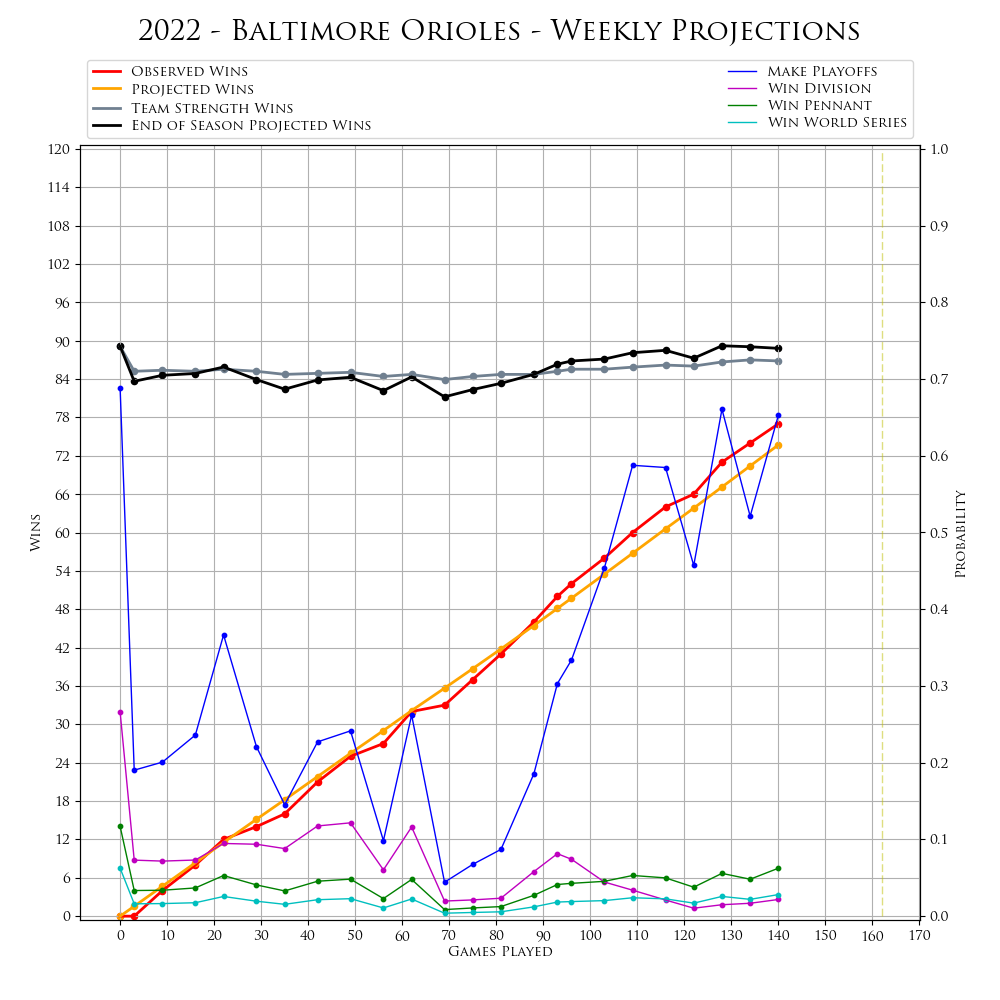 2022 - Baltimore Orioles - Weekly Projections
Observed Wins
Projected Wins
Team Strength Wins
End of Season Projected Wins
Make Playoffs
Win Division
Win Pennant
Win World Series
120
114
108
102
96
90
84
78
72
66
60
54
48
42
36
30
24
18
12
6
0
Wins
1.0
0.9
0.8
0.7
0.6
0.5
0.4
0.3
0.2
0.1
0.0
Probability
0 10 20 30 40 50 60 70 80 90 100 110 120 130 140 150 160 170
Games Played